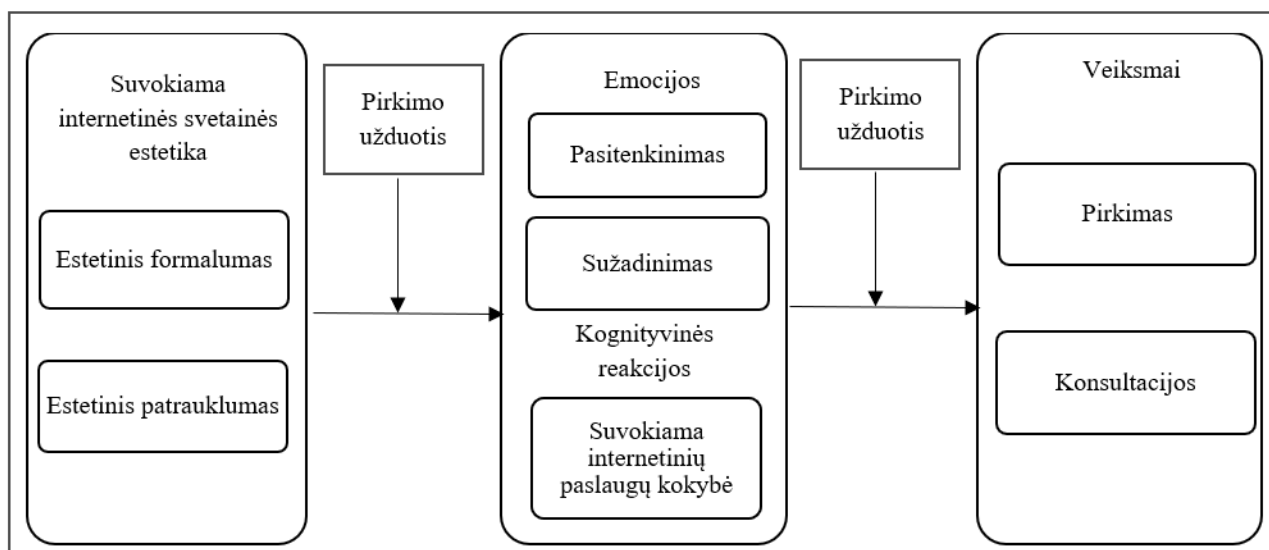 Suvokiama
internetinės svetainės
estetika
Estetinis formalumas
Estetinis patrauklumas
Pirkimo
užduotis
Emocijos
Pasitenkinimas
Sužadinimas
Kognityvinės
reakcijos
Suvokiama
internetinių
paslaugų kokybė
Pirkimo
užduotis
Veiksmai
Pirkimas
Konsultacijos